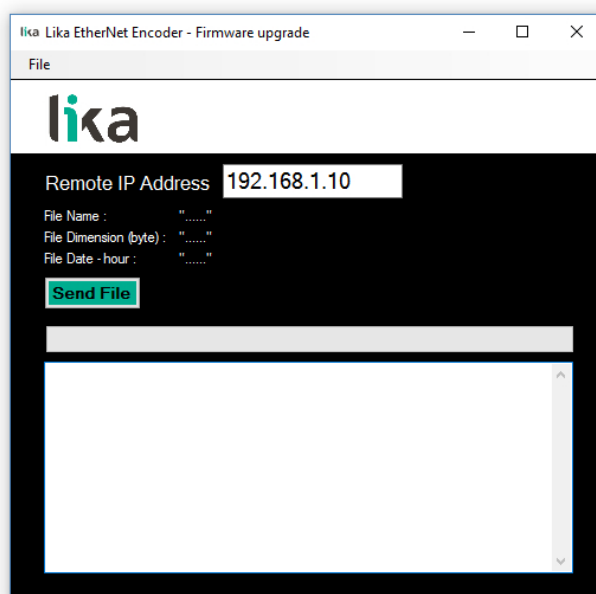 lika Lika EtherNet Encoder - Firmware upgrade
File
lika
Remote IP Address 192.168.1.10
File Name : "......"
File Dimension (byte) : "......"
File Date - hour : "......"
Send File